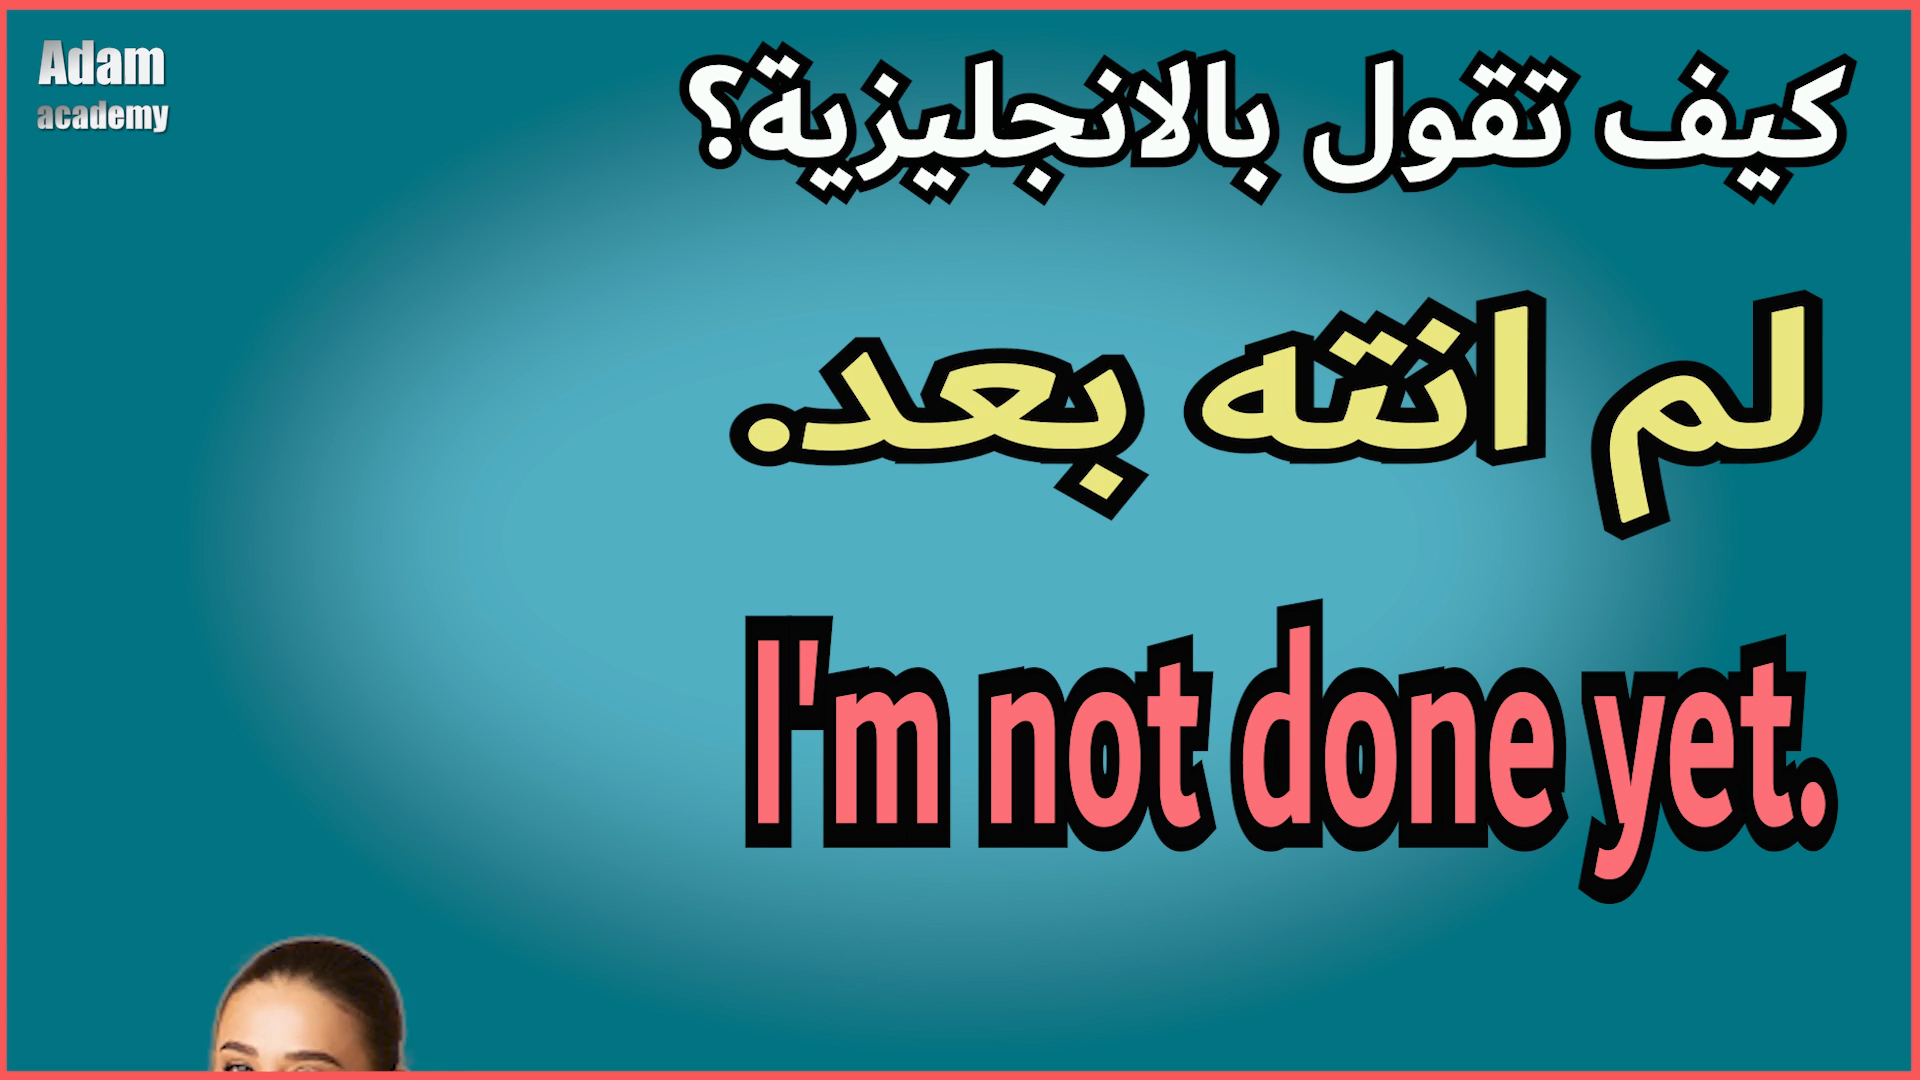 Adam
academy
كيف تقول بالانجليزية؟
لم انته بعد.
I'm not done yet.